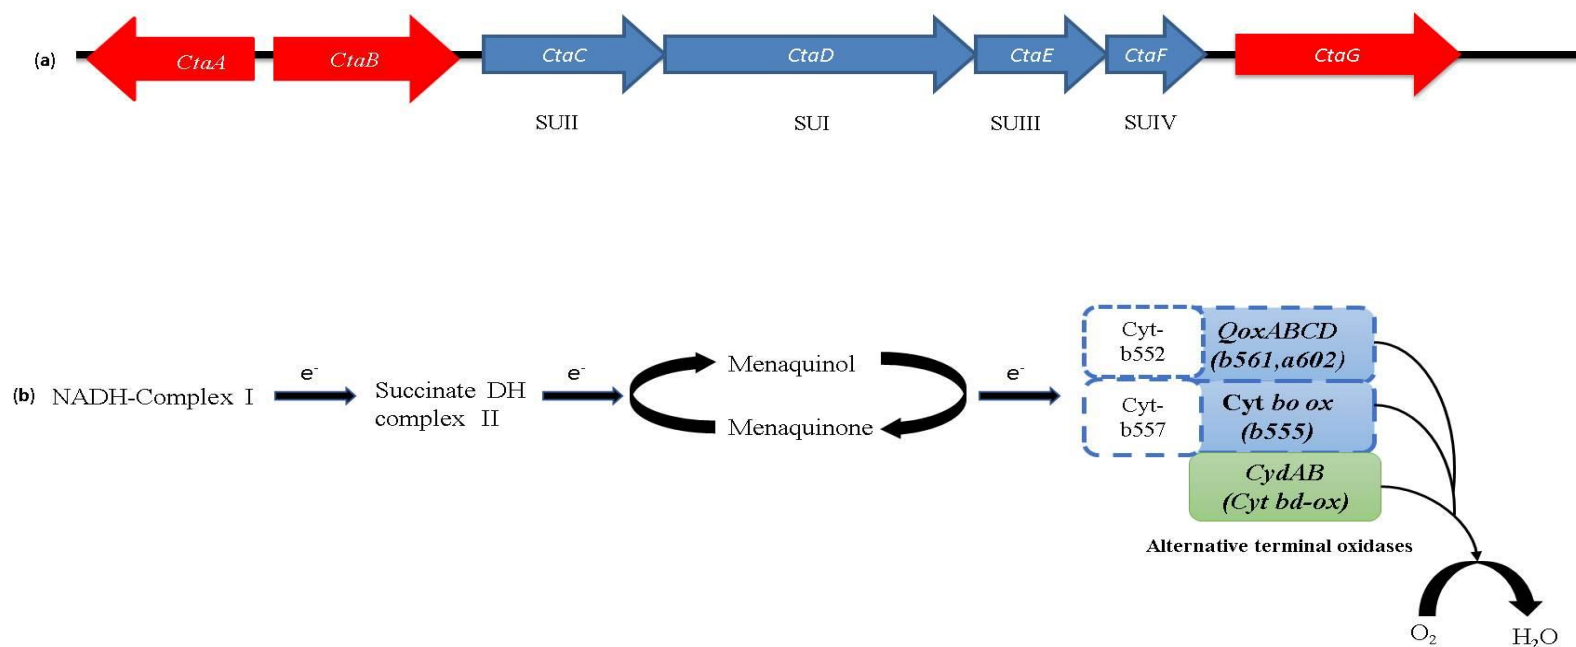 (a)
CtaA
CtaB
CtaC
CtaD
CtaE
CtaF
CtaG
SUII
SUI
SUIII
SUIV
(b)
NADH-Complex I
e-
Succinate DH
complex II
e-
Menaquinol
Menaquinone
e-
Cyt-
b552
QoxABCD
(b561,a602)
Cyt-
b557
Cyt bo ox
(b555)
CydAB
(Cyt bd-ox)
Alternative terminal oxidases
O₂
H₂O